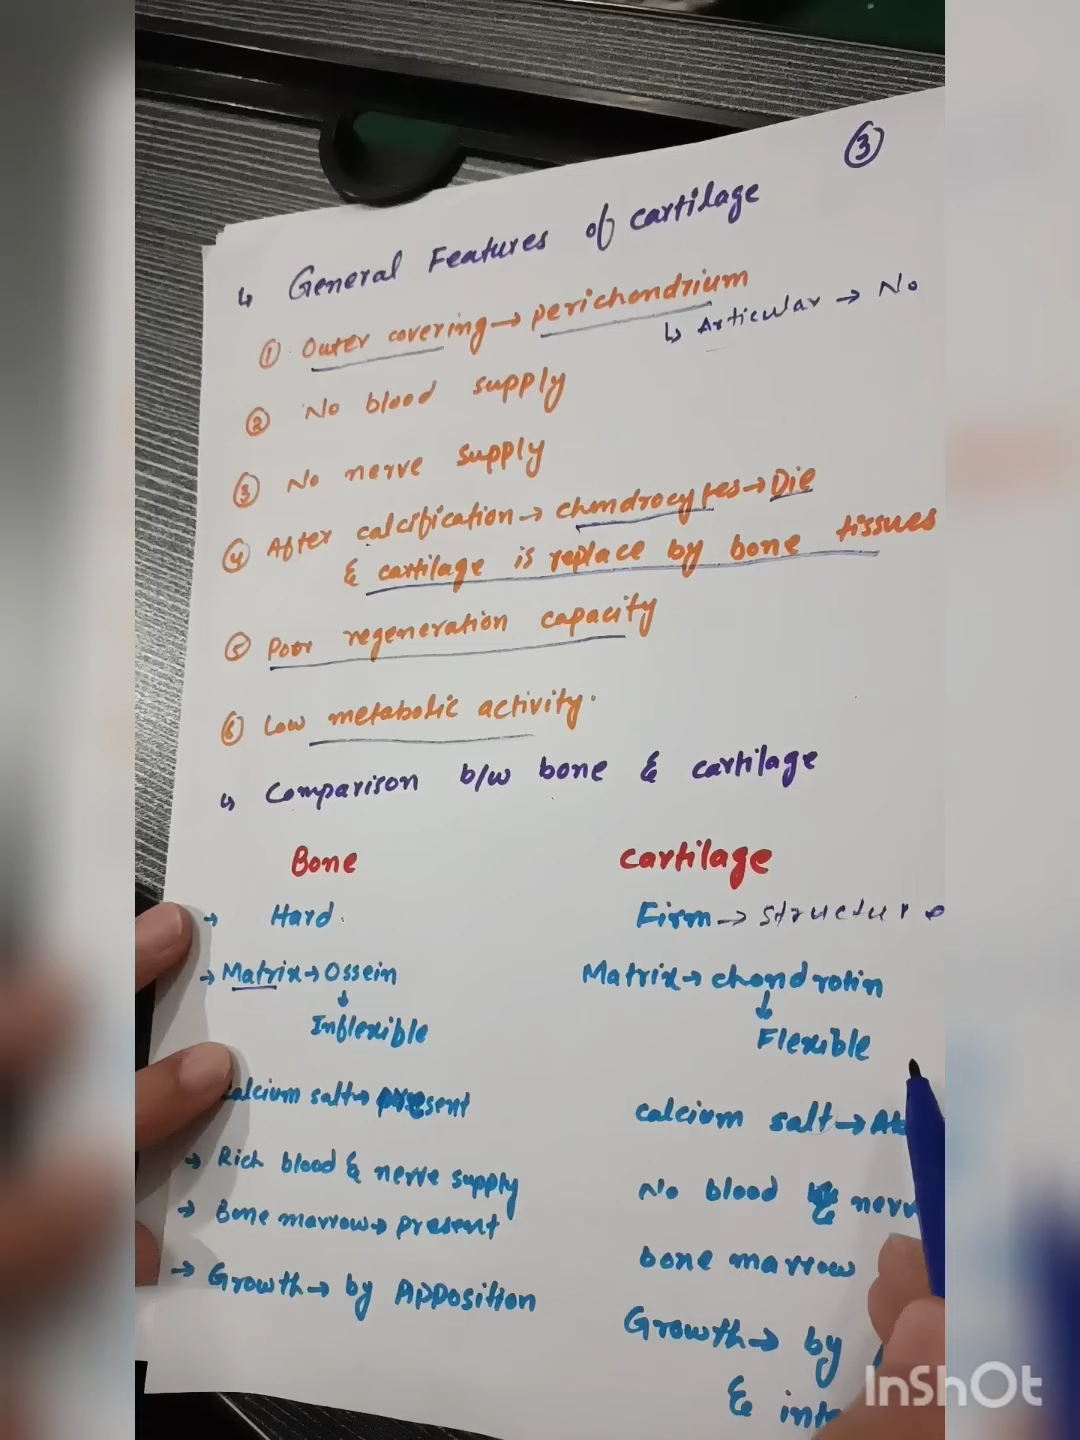 ③
↳ General Features of cartilage
① Outer covering → perichondrium
↳ Articular → No
② No blood supply
③ No nerve supply
④ After calcification → chondrocytes → Die
& cartilage is replace by bone tissues
⑤ Poor regeneration capacity
⑥ Low metabolic activity.
↳ Comparison b/w bone & cartilage
Bone
cartilage
→ Hard
Firm → structure
→ Matrix → Ossein
Matrix → chondrotin
↓
↓
Inflexible
Flexible
calcium salt → present
calcium salt →
→ Rich blood & nerve supply
No blood &
→ Bone marrow → present
bone marrow
→ Growth → by Apposition
Growth → by
&
InShOt